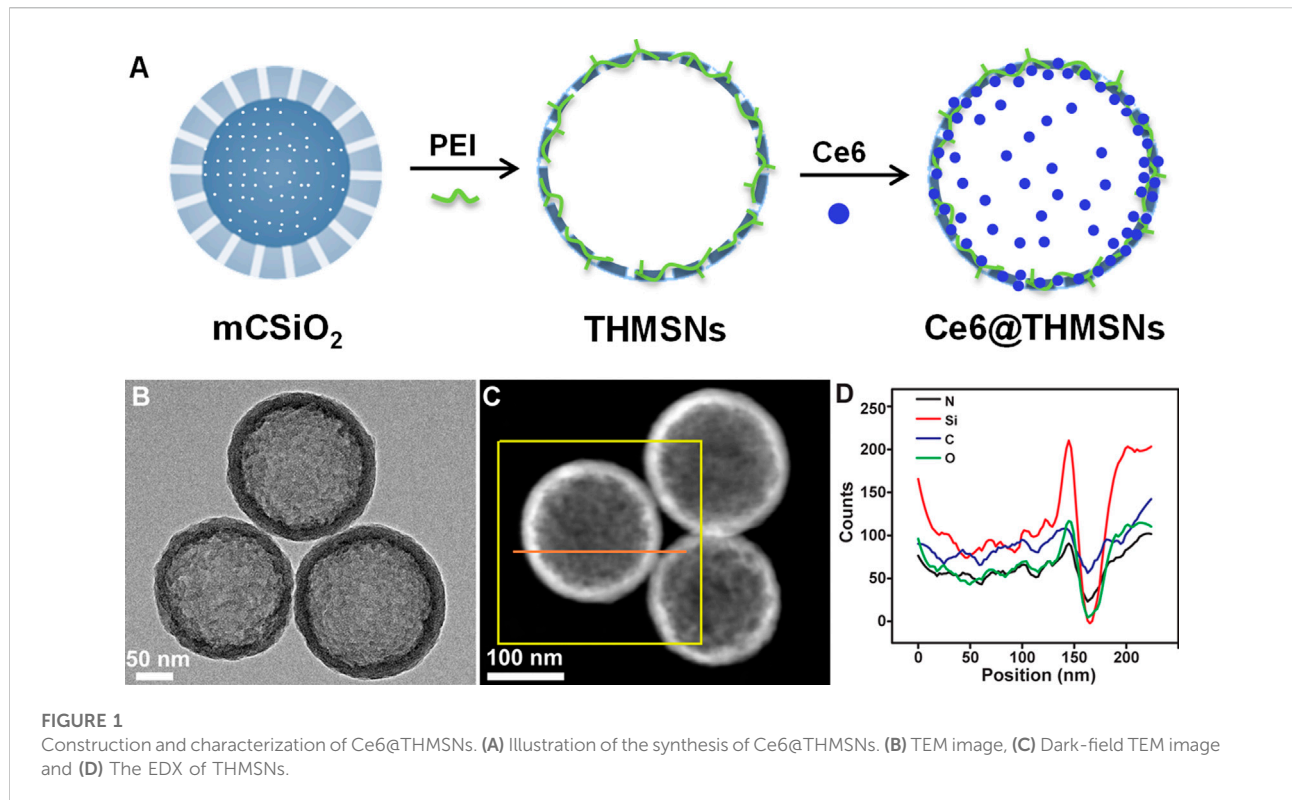 A
PEI
Ce6
mCSiO₂
THMSNs
Ce6@THMSNs
B
50 nm
C
100 nm
D
N
Si
C
O
250
200
150
100
50
0
Counts
0 50 100 150 200
Position (nm)
FIGURE 1
Construction and characterization of Ce6@THMSNs. (A) Illustration of the synthesis of Ce6@THMSNs. (B) TEM image, (C) Dark-field TEM image
and (D) The EDX of THMSNs.